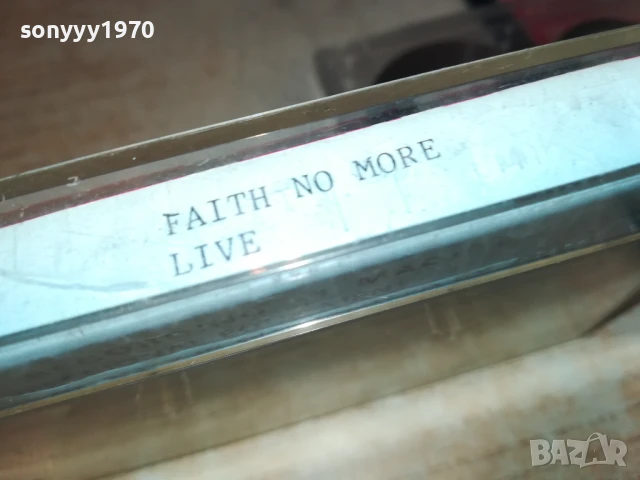 sonyyy1970
FAITH NO MORE
LIVE
BAZAR